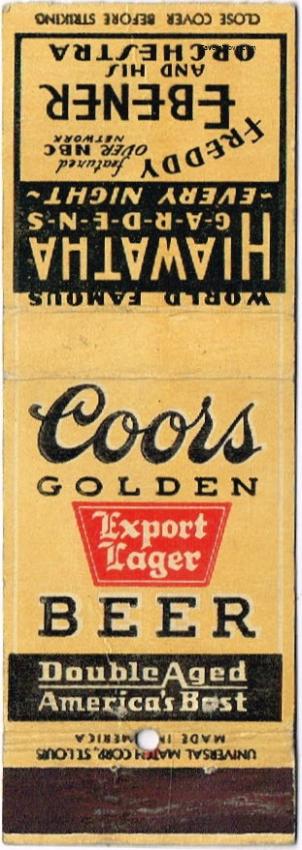 WORLD FAMOUS
HIAWATHA
G-A-R-D-E-N-S
~EVERY NIGHT~
featured
OVER NBC
NETWORK
FREDDY
EBENER
AND HIS
ORCHESTRA
CLOSE COVER BEFORE STRIKING
Coors
GOLDEN
Export
Lager
BEER
Double Aged
America's Best
MADE IN AMERICA
UNIVERSAL MATCH CORP., ST. LOUIS